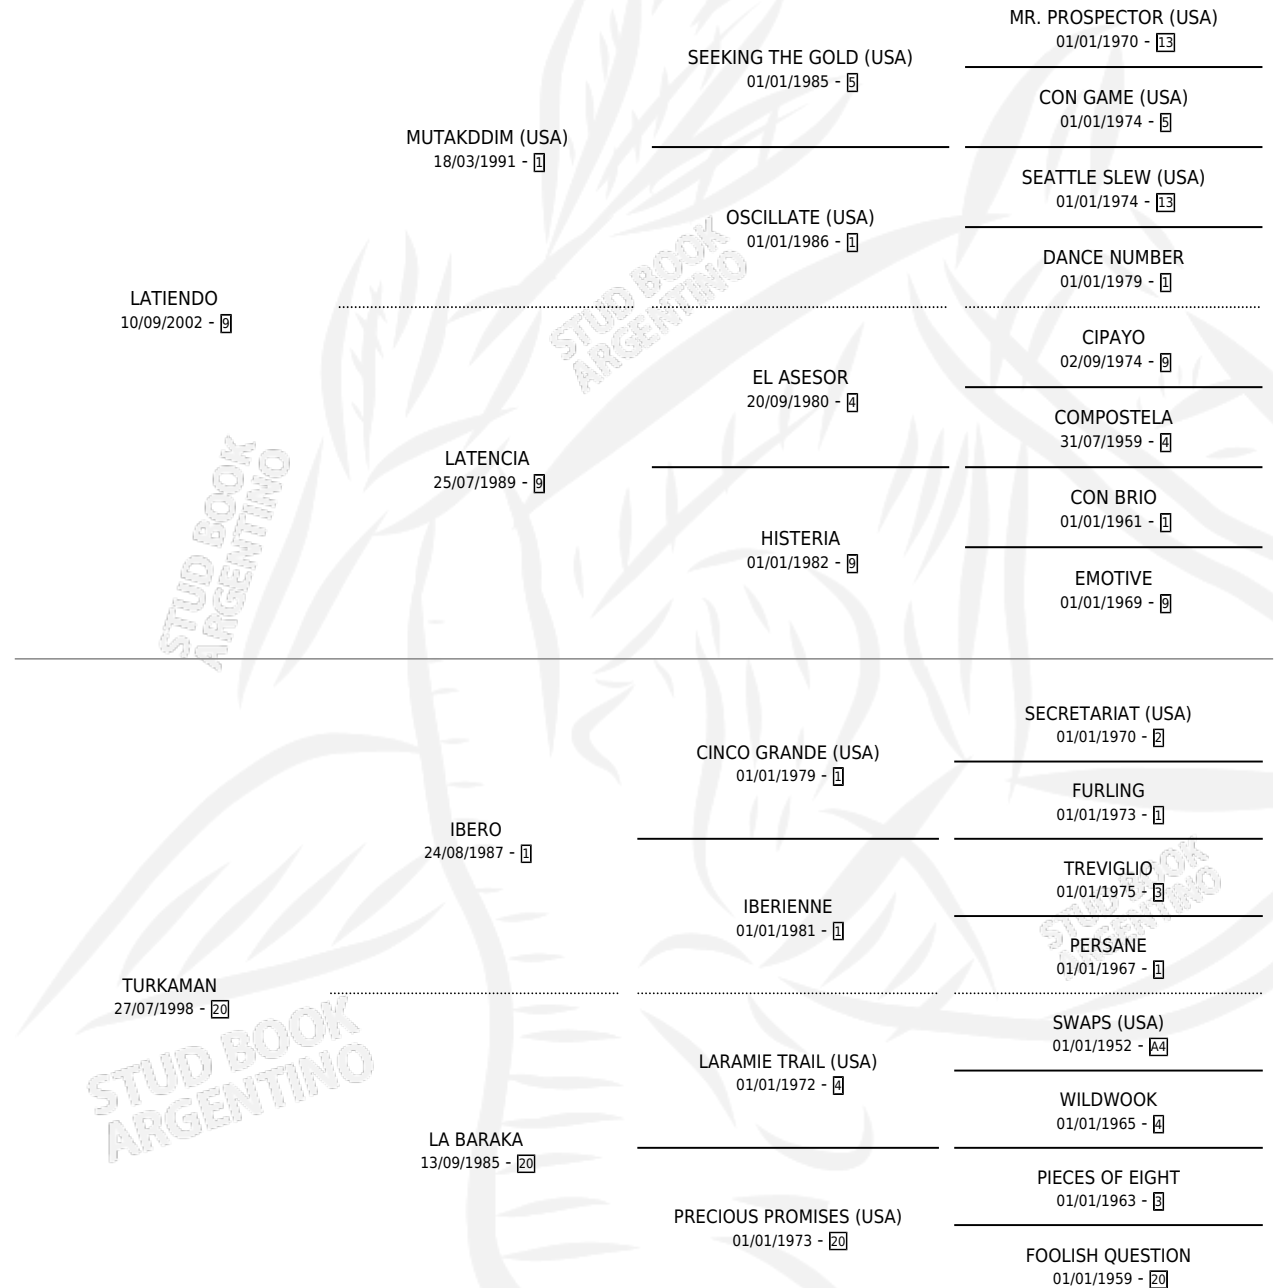 MR. PROSPECTOR (USA)
01/01/1970 - 13
SEEKING THE GOLD (USA)
01/01/1985 - 5
CON GAME (USA)
01/01/1974 - 5
MUTAKDDIM (USA)
18/03/1991 - 1
SEATTLE SLEW (USA)
01/01/1974 - 13
OSCILLATE (USA)
01/01/1986 - 1
DANCE NUMBER
01/01/1979 - 1
LATIENDO
10/09/2002 - 9
CIPAYO
02/09/1974 - 9
EL ASESOR
20/09/1980 - 4
COMPOSTELA
31/07/1959 - 4
LATENCIA
25/07/1989 - 9
CON BRIO
01/01/1961 - 1
HISTERIA
01/01/1982 - 9
EMOTIVE
01/01/1969 - 9
STUD BOOK
ARGENTINO
STUD BOOK
ARGENTINO
SECRETARIAT (USA)
01/01/1970 - 2
CINCO GRANDE (USA)
01/01/1979 - 1
FURLING
01/01/1973 - 1
IBERO
24/08/1987 - 1
TREVIGLIO
01/01/1975 - 3
IBERIENNE
01/01/1981 - 1
PERSANE
01/01/1967 - 1
STUD BOOK
ARGENTINO
TURKAMAN
27/07/1998 - 20
SWAPS (USA)
01/01/1952 - A4
LARAMIE TRAIL (USA)
01/01/1972 - 4
WILDWOOK
01/01/1965 - 4
STUD BOOK
ARGENTINO
LA BARAKA
13/09/1985 - 20
PIECES OF EIGHT
01/01/1963 - 3
PRECIOUS PROMISES (USA)
01/01/1973 - 20
FOOLISH QUESTION
01/01/1959 - 20